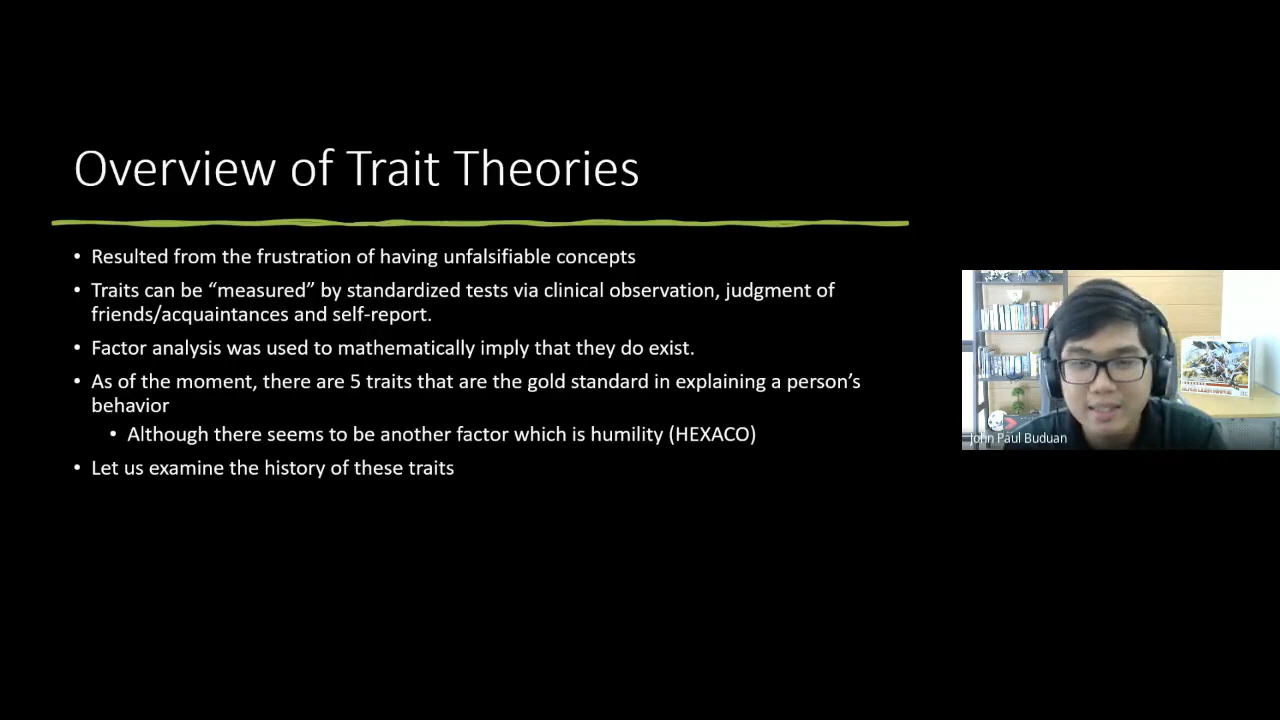 Overview of Trait Theories
• Resulted from the frustration of having unfalsifiable concepts
• Traits can be “measured” by standardized tests via clinical observation, judgment of
friends/acquaintances and self-report.
• Factor analysis was used to mathematically imply that they do exist.
• As of the moment, there are 5 traits that are the gold standard in explaining a person’s
behavior
• Although there seems to be another factor which is humility (HEXACO)
• Let us examine the history of these traits
John Paul Buduan